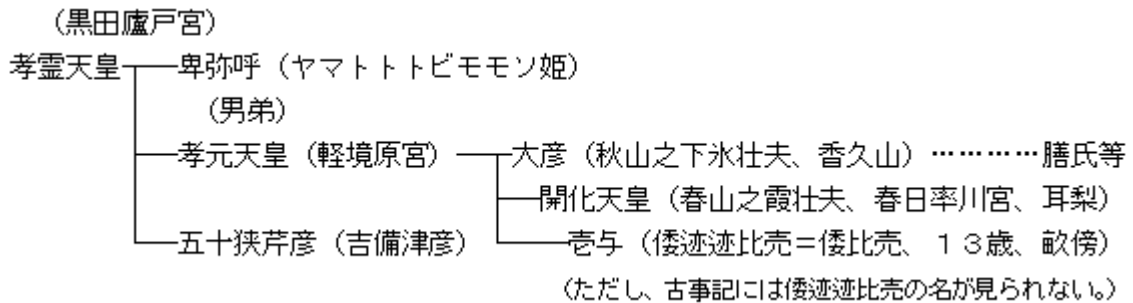 （黒田廬戸宮）
孝霊天皇 卑弥呼（ヤマトトトビモモソ姫）
（男弟）
孝元天皇（軽境原宮） 大彦（秋山之下氷壮夫、香久山）…………膳氏等
開化天皇（春山之霞壮夫、春日率川宮、耳梨）
五十狭芹彦（吉備津彦） 壱与（倭迹迹比売＝倭比売、１３歳、畝傍）
（ただし、古事記には倭迹迹比売の名が見られない。）